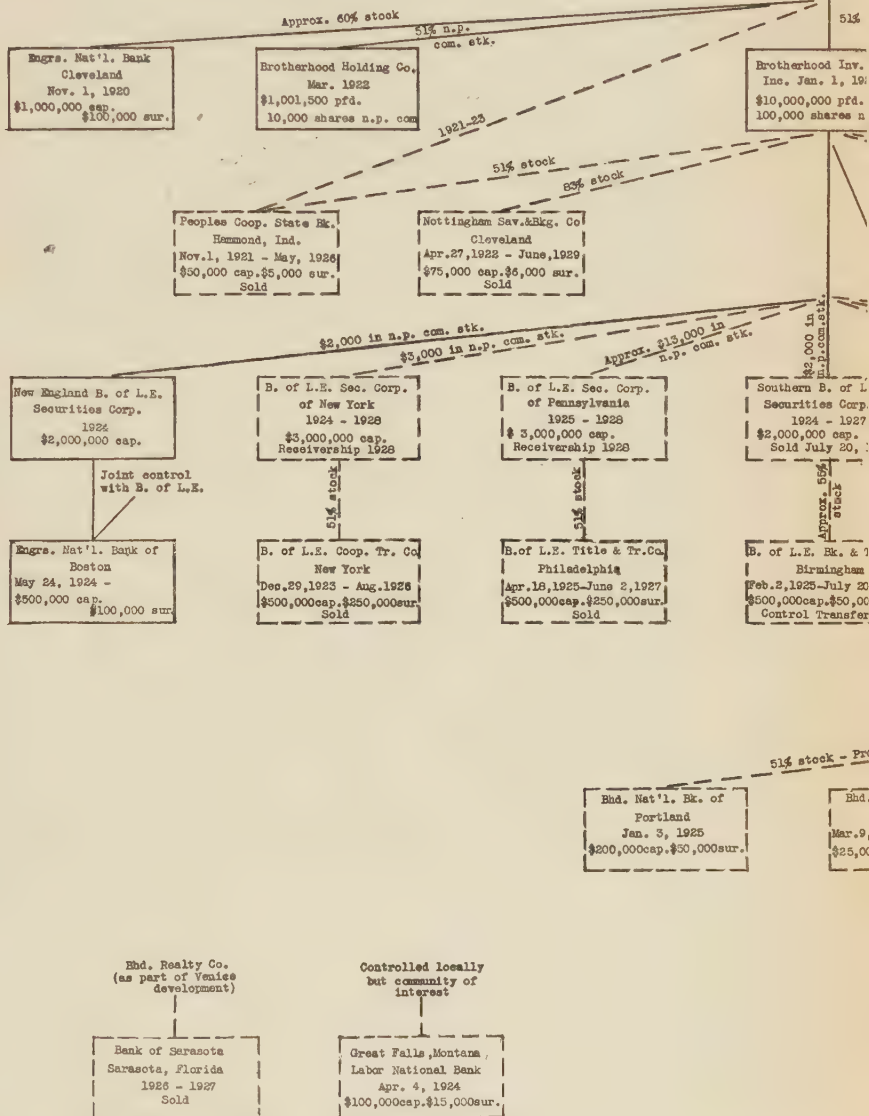 Approx. 60% stock
51% n.p.
com. stk.
51%
Engrs. Nat'l. Bank
Cleveland
Nov. 1, 1920
$1,000,000 cap.
$100,000 sur.
Brotherhood Holding Co.
Mar. 1922
$1,001,500 pfd.
10,000 shares n.p. com
Brotherhood Inv.
Inc. Jan. 1,
$10,000,000 pfd.
100,000 shares n
1921-23
51% stock
83% stock
Peoples Coop. State Bk.
Hammond, Ind.
Nov.1, 1921 - May, 1926
$50,000 cap.$5,000 sur.
Sold
Nottingham Sav.&Bkg. Co
Cleveland
Apr.27,1922 - June,1929
$75,000 cap.$6,000 sur.
Sold
$2,000 in n.p. com. stk.
$3,000 in n.p. com. stk.
Approx. $13,000 in
n.p. com. stk.
$2,000 in
n.p.com.stk.
New England B. of L.E.
Securities Corp.
1924
$2,000,000 cap.
B. of L.E. Sec. Corp.
of New York
1924 - 1928
$3,000,000 cap.
Receivership 1928
B. of L.E. Sec. Corp.
of Pennsylvania
1925 - 1928
$ 3,000,000 cap.
Receivership 1928
Southern B. of L
Securities Corp.
1924 - 1927
$2,000,000 cap.
Sold July 20,
Joint control
with B. of L.E.
51% stock
51% stock
Approx. 55%
stock
Engrs. Nat'l. Bank of
Boston
May 24, 1924 -
$500,000 cap.
$100,000 sur.
B. of L.E. Coop. Tr. Co
New York
Dec.29,1923 - Aug.1926
$500,000cap.$250,000sur.
Sold
B.of L.E. Title & Tr.Co.
Philadelphia
Apr.18,1925-June 2,1927
$500,000cap.$250,000sur.
Sold
B. of L.E. Bk. & T
Birmingham
Feb.2,1925-July 20
$500,000cap.$50,00
Control Transfer
51% stock - Pro
Bhd. Nat'l. Bk. of
Portland
Jan. 3, 1925
$200,000cap.$50,000sur.
Bhd.
Mar.9,
$25,00
Bhd. Realty Co.
(as part of Venice
development)
Controlled locally
but community of
interest
Bank of Sarasota
Sarasota, Florida
1926 - 1927
Sold
Great Falls,Montana,
Labor National Bank
Apr. 4, 1924
$100,000cap.$15,000sur.